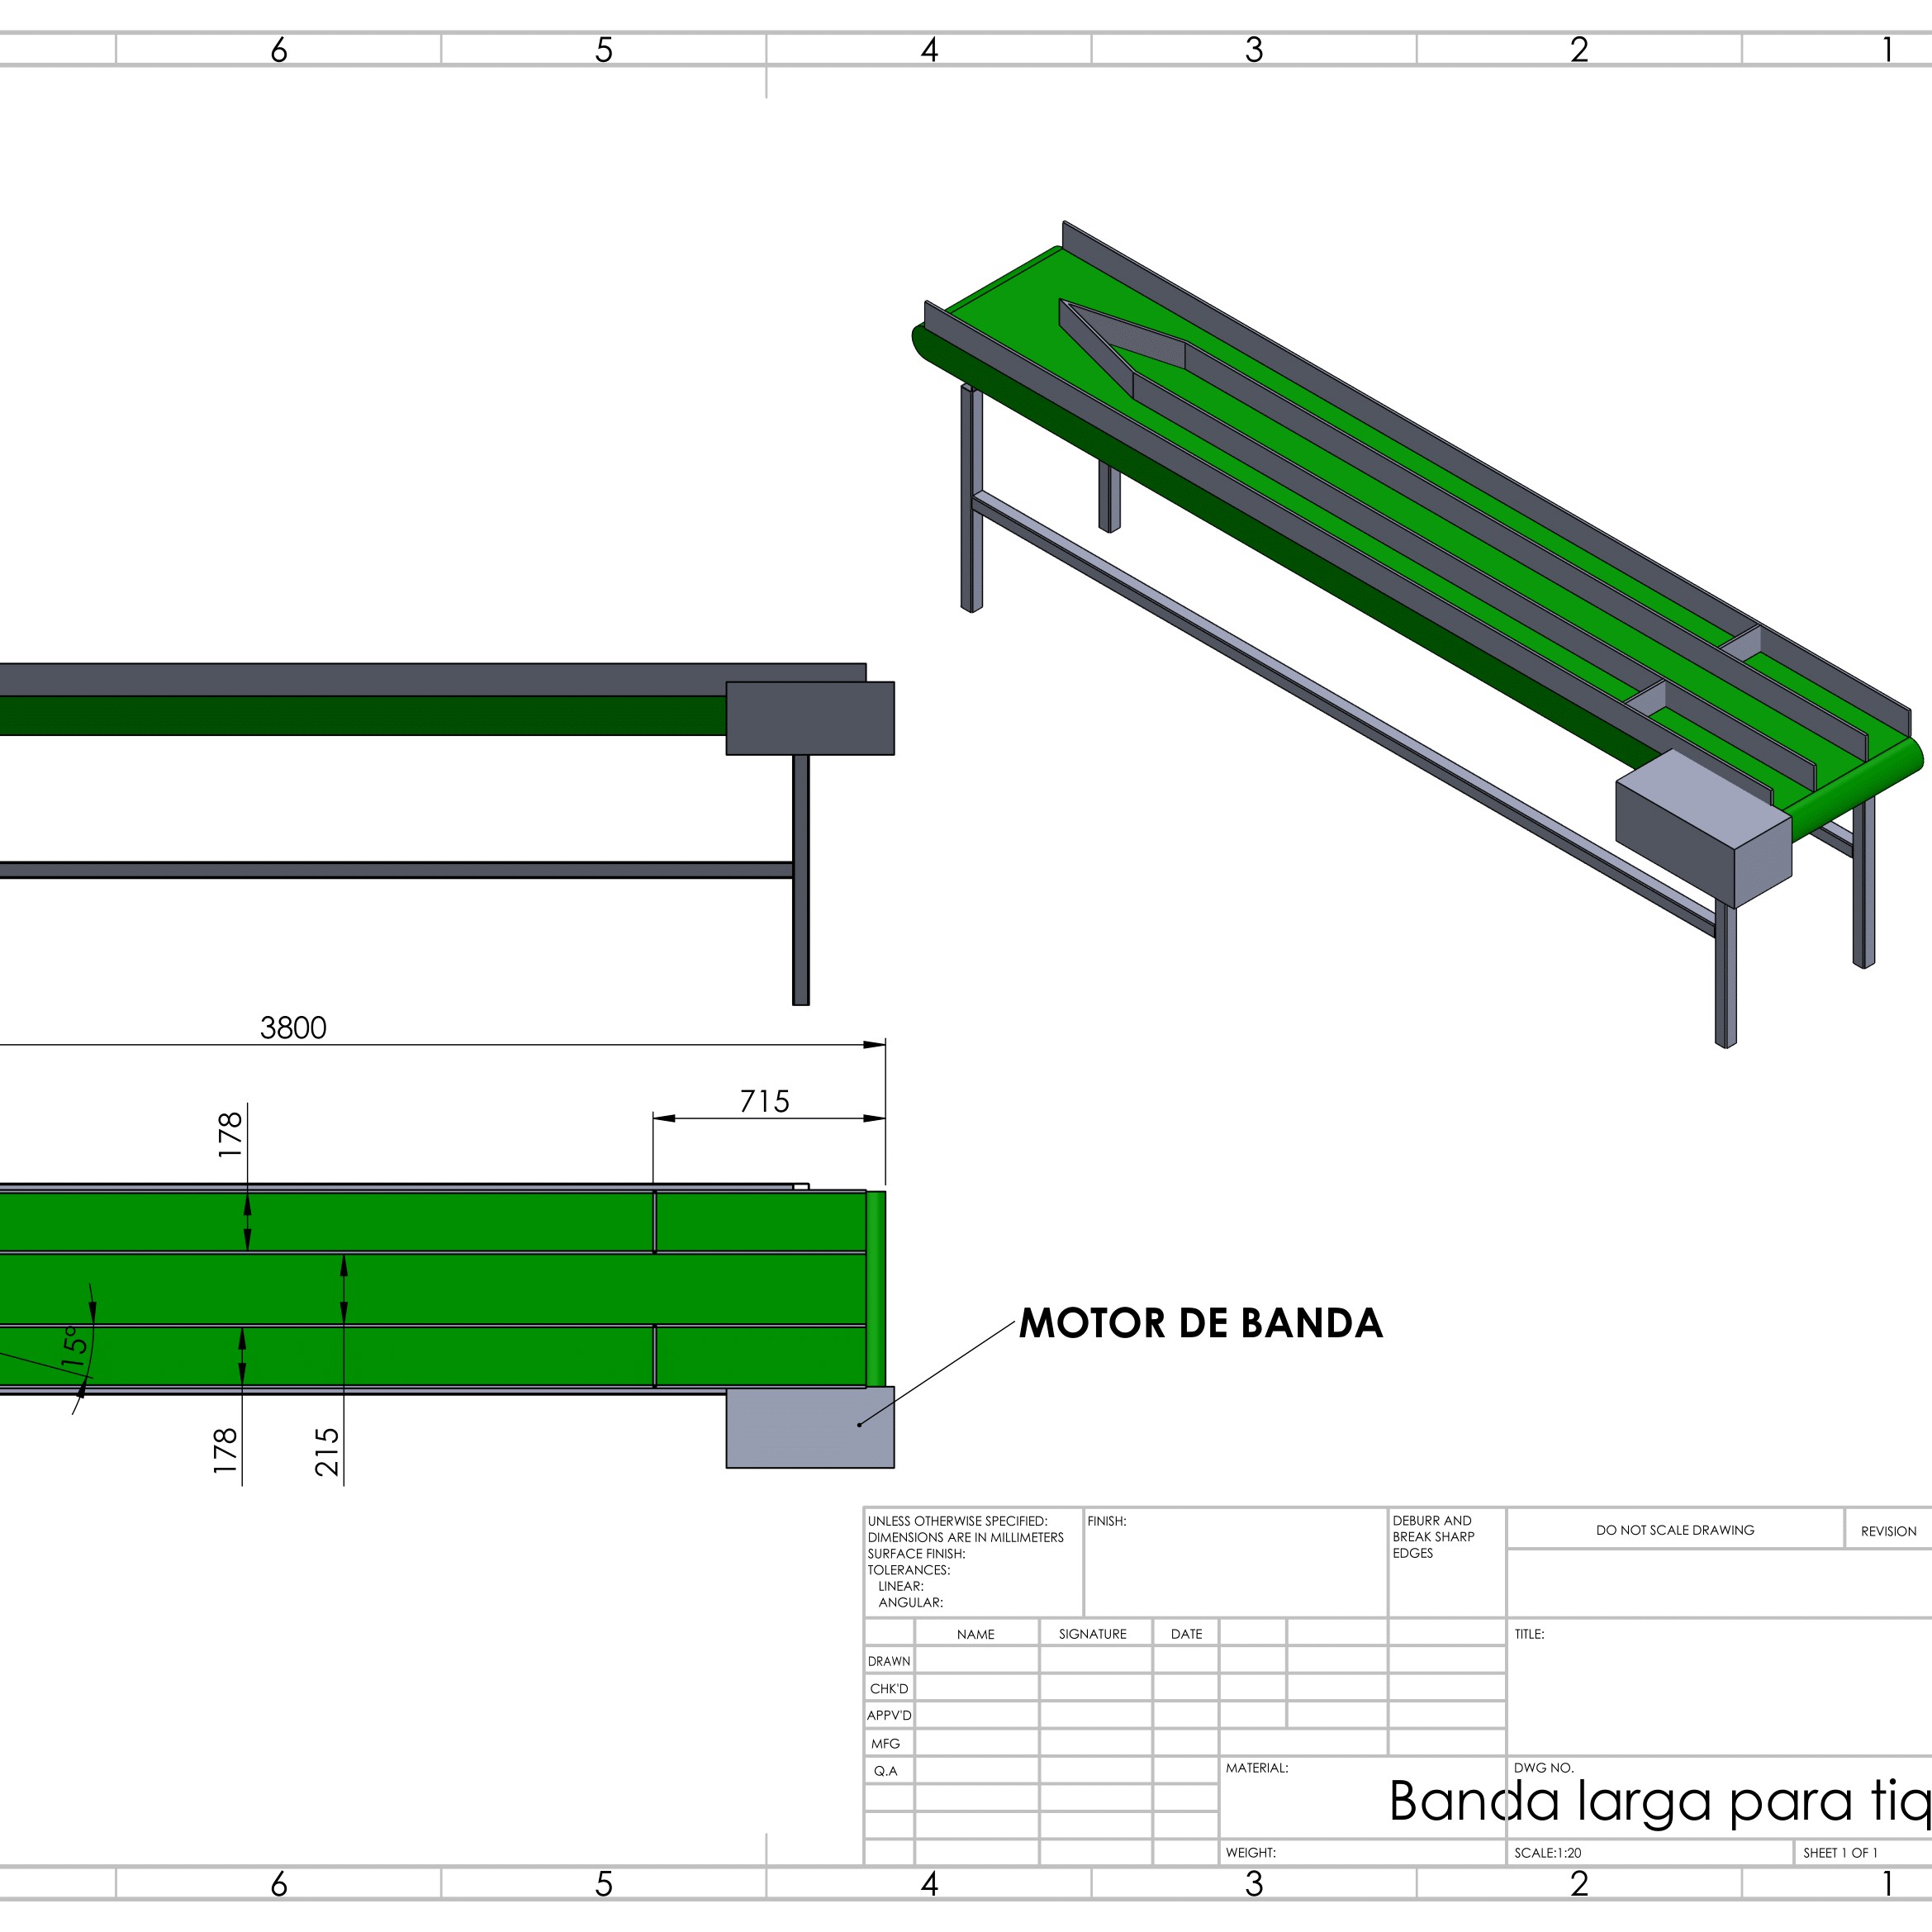 6 5 4 3 2 1
3800
715
178
15°
178
215
MOTOR DE BANDA
UNLESS OTHERWISE SPECIFIED:
DIMENSIONS ARE IN MILLIMETERS
SURFACE FINISH:
TOLERANCES:
LINEAR:
ANGULAR:
FINISH:
DEBURR AND
BREAK SHARP
EDGES
DO NOT SCALE DRAWING
REVISION
NAME SIGNATURE DATE
DRAWN
CHK'D
APPV'D
MFG
Q.A
TITLE:
MATERIAL:
DWG NO.
Banda larga para tiq
WEIGHT:
SCALE:1:20
SHEET 1 OF 1
6 5 4 3 2 1